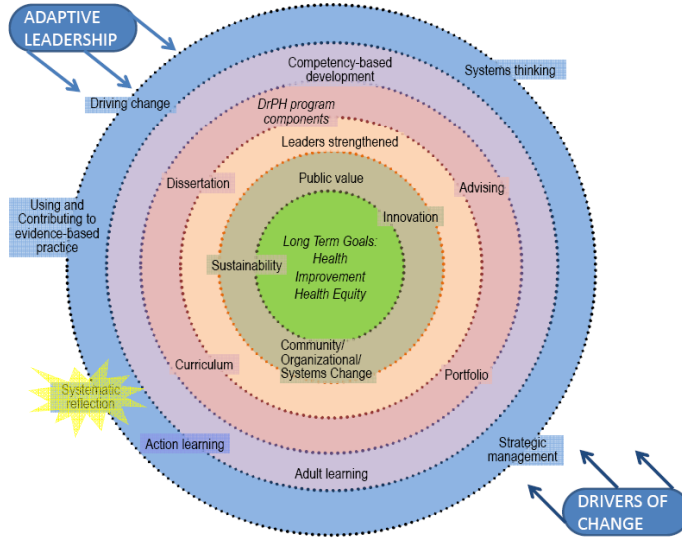 ADAPTIVE
LEADERSHIP
Competency-based
development
Systems thinking
Driving change
DrPH program
components
Leaders strengthened
Dissertation
Public value
Advising
Using and
Contributing to
evidence-based
practice
Innovation
Long Term Goals:
Health
Improvement
Health Equity
Sustainability
Community/
Organizational/
Systems Change
Curriculum
Portfolio
Systematic
reflection
Action learning
Strategic
management
Adult learning
DRIVERS OF
CHANGE